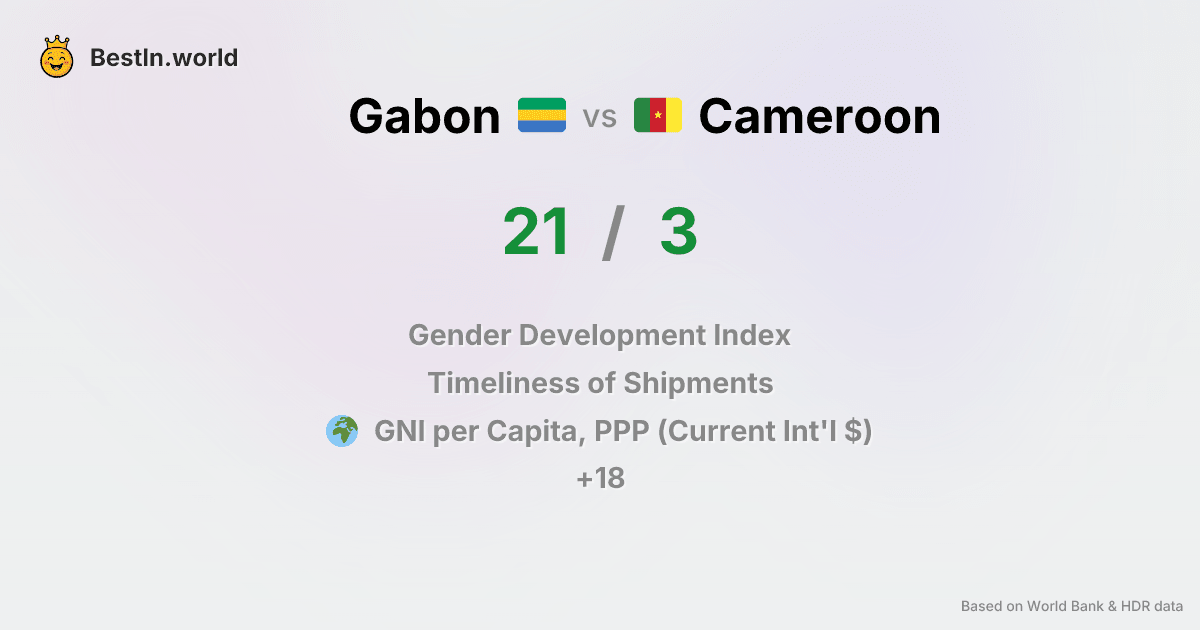 BestIn.world
Gabon vs Cameroon
21 / 3
Gender Development Index
Timeliness of Shipments
GNI per Capita, PPP (Current Int'l $)
+18
Based on World Bank & HDR data